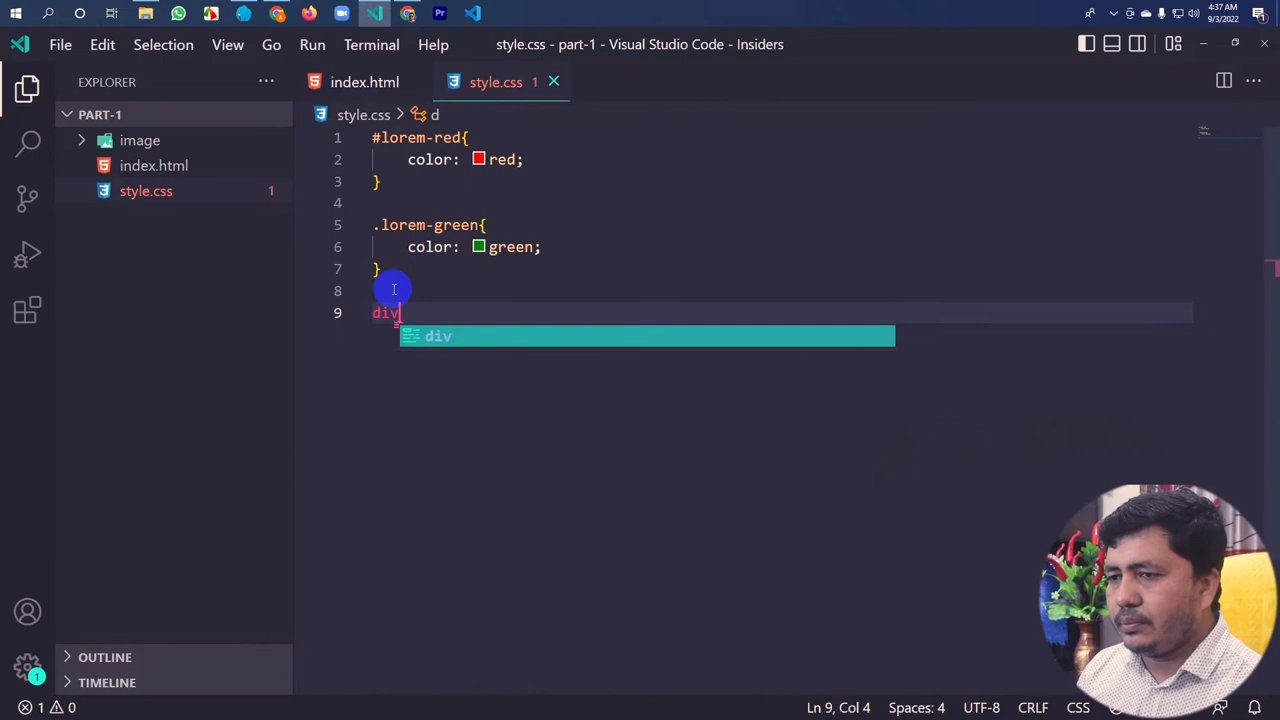 4:37 AM
9/3/2022
File Edit Selection View Go Run Terminal Help
style.css - part-1 - Visual Studio Code - Insiders
EXPLORER
index.html
style.css 1
PART-1
image
index.html
style.css 1
style.css > d
1 #lorem-red{
2 color: red;
3 }
4
5 .lorem-green{
6 color: green;
7 }
8
9 div
div
OUTLINE
TIMELINE
1
1 0
Ln 9, Col 4 Spaces: 4 UTF-8 CRLF CSS